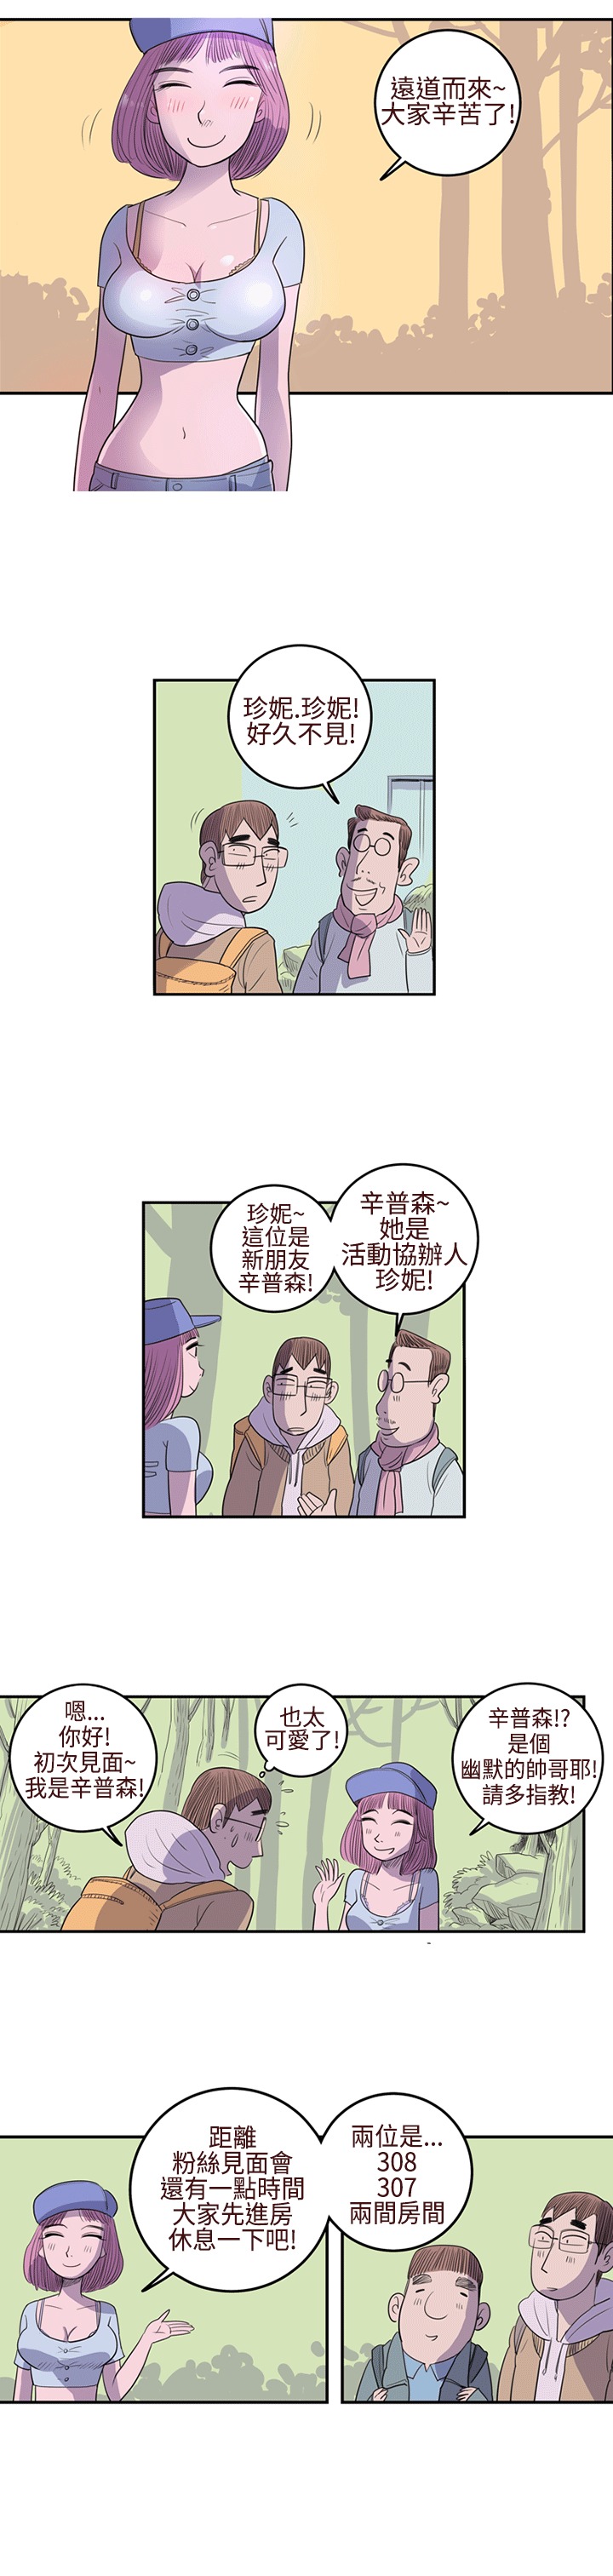 遠道而來~
大家辛苦了!
珍妮.珍妮!
好久不見!
珍妮~
這位是
新朋友
辛普森!
辛普森~
她是
活動協辦人
珍妮!
嗯...
你好!
初次見面~
我是辛普森!
也太
可愛了!
辛普森!?
是個
幽默的帥哥耶!
請多指教!
距離
粉絲見面會
還有一點時間
大家先進房
休息一下吧!
兩位是...
308
307
兩間房間